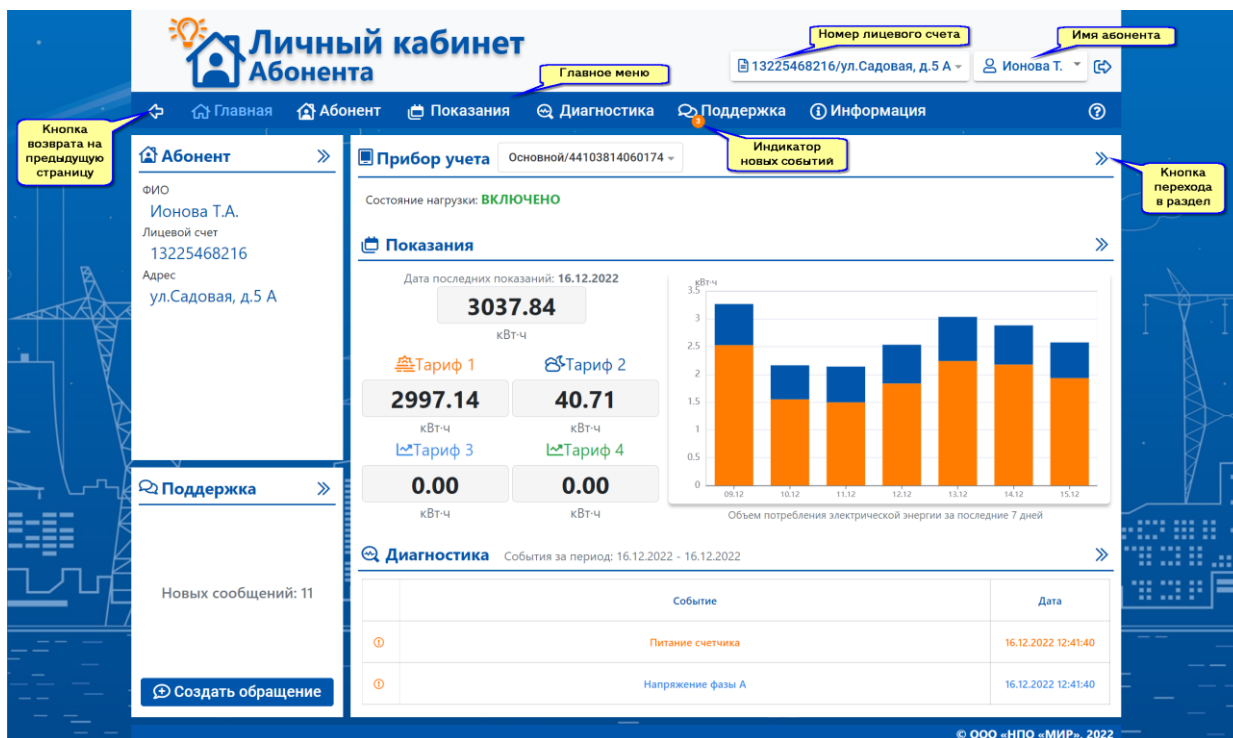 Личный кабинет
Абонента
Номер лицевого счета
Имя абонента
Главное меню
13225468216/ул.Садовая, д.5 А
Ионова Т.
Главная
Абонент
Показания
Диагностика
Поддержка
3
Информация
Кнопка
возврата на
предыдущую
страницу
Индикатор
новых событий
Кнопка
перехода
в раздел
Абонент
ФИО
Ионова Т.А.
Лицевой счет
13225468216
Адрес
ул.Садовая, д.5 А
Поддержка
Новых сообщений: 11
Создать обращение
Прибор учета
Основной/44103814060174
Состояние нагрузки: ВКЛЮЧЕНО
Показания
Дата последних показаний: 16.12.2022
3037.84
кВт·ч
Тариф 1
Тариф 2
2997.14
40.71
кВт·ч
кВт·ч
Тариф 3
Тариф 4
0.00
0.00
кВт·ч
кВт·ч
кВт·ч
3.5
3
2.5
2
1.5
1
0.5
0
09.12 10.12 11.12 12.12 13.12 14.12 15.12
Объем потребления электрической энергии за последние 7 дней
Диагностика
События за период: 16.12.2022 - 16.12.2022
Событие
Дата
Питание счетчика
16.12.2022 12:41:40
Напряжение фазы А
16.12.2022 12:41:40
© ООО «НПО «МИР», 2022